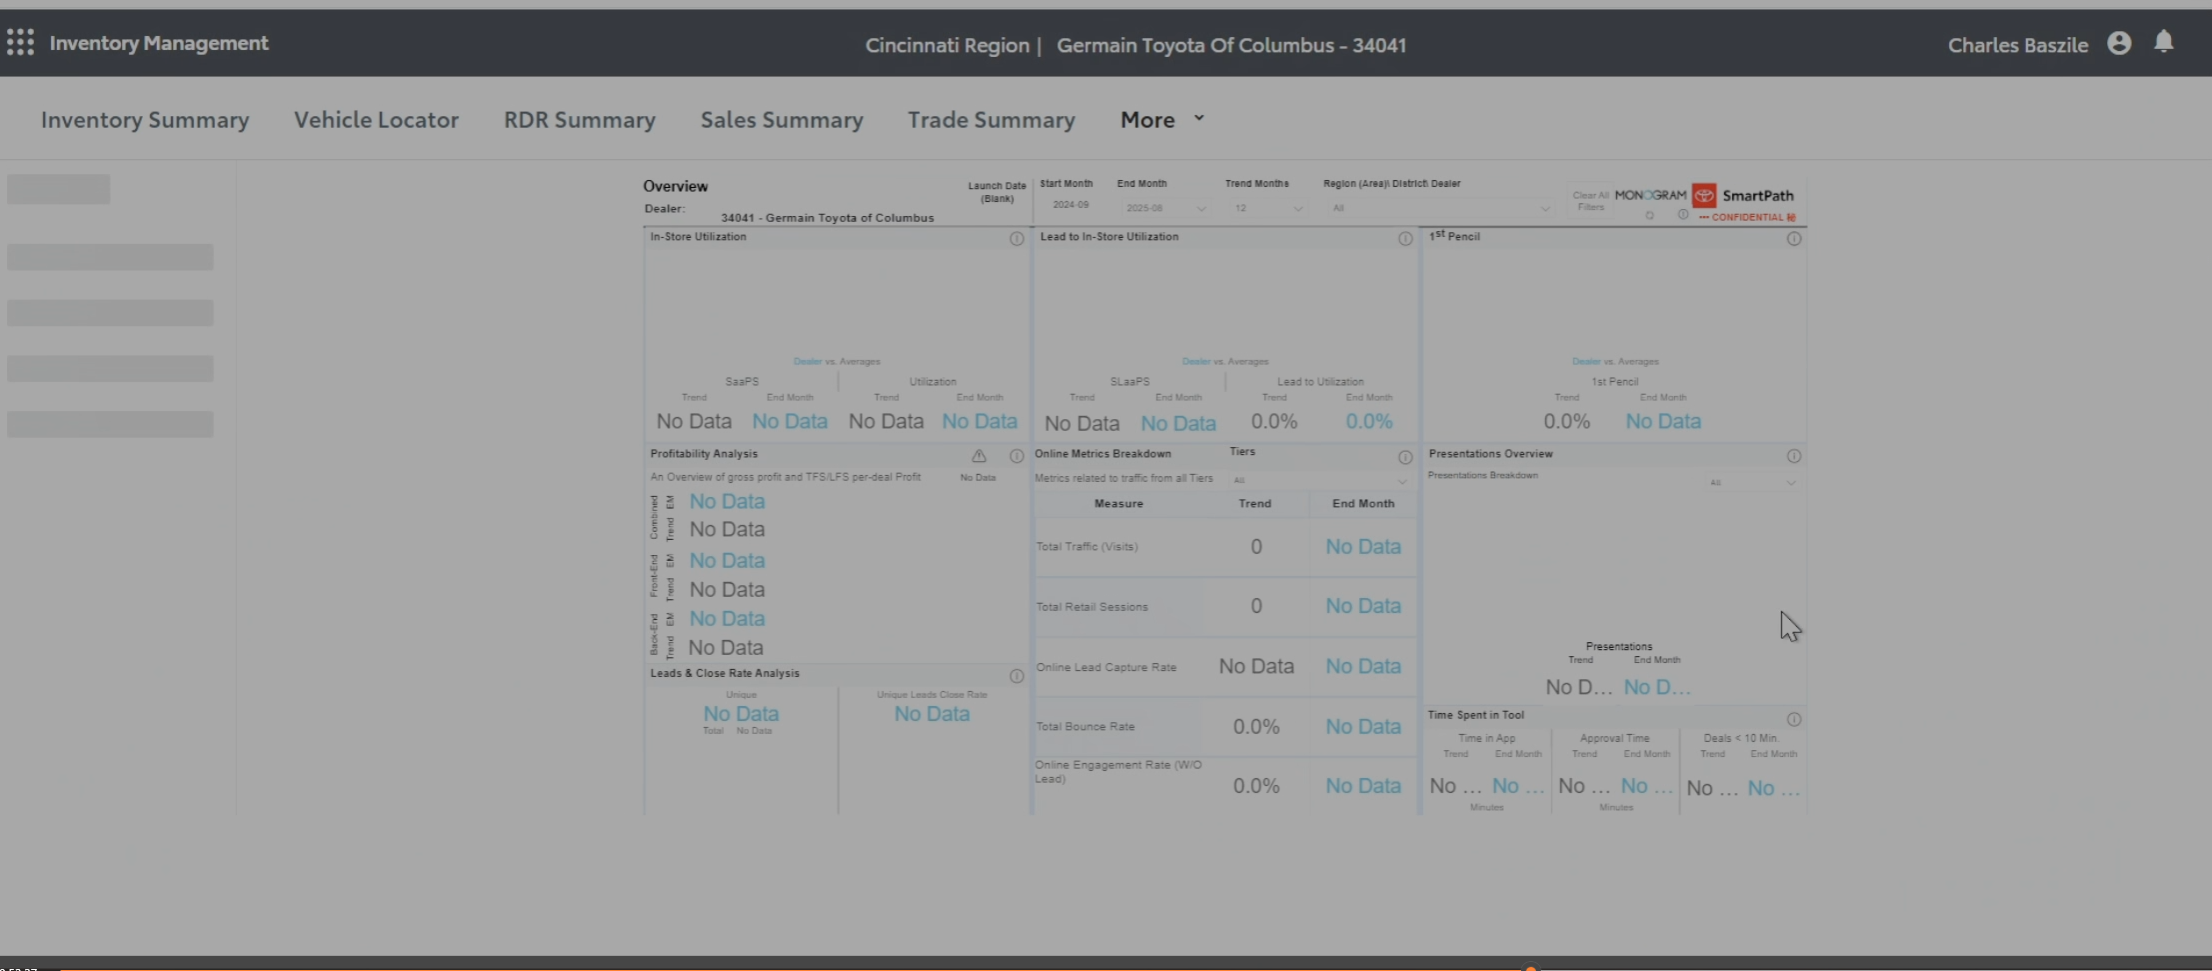 Inventory Management
Cincinnati Region | Germain Toyota Of Columbus - 34041
Charles Baszile
Inventory Summary
Vehicle Locator
RDR Summary
Sales Summary
Trade Summary
More
Overview
Dealer:
34041 - Germain Toyota of Columbus
Launch Date
(Blank)
Start Month
2024-09
End Month
2025-08
Trend Months
12
Region (Area)\ District\ Dealer
All
Clear All
Filters
MONOGRAM
SmartPath
CONFIDENTIAL 秘
In-Store Utilization
Dealer vs. Averages
SaaPS
Utilization
Trend End Month Trend End Month
No Data No Data No Data No Data
Lead to In-Store Utilization
Dealer vs. Averages
SLaaPS
Lead to Utilization
Trend End Month Trend End Month
No Data No Data 0.0% 0.0%
1st Pencil
Dealer vs. Averages
1st Pencil
Trend End Month
0.0% No Data
Profitability Analysis
An Overview of gross profit and TFS/LFS per-deal Profit
No Data
Combined
EM No Data
Trend No Data
Front-End
EM No Data
Trend No Data
Back-End
EM No Data
Trend No Data
Leads & Close Rate Analysis
Unique
No Data
Total No Data
Unique Leads Close Rate
No Data
Online Metrics Breakdown
Metrics related to traffic from all Tiers
Tiers
All
Measure Trend End Month
Total Traffic (Visits) 0 No Data
Total Retail Sessions 0 No Data
Online Lead Capture Rate No Data No Data
Total Bounce Rate 0.0% No Data
Online Engagement Rate (W/O
Lead) 0.0% No Data
Presentations Overview
Presentations Breakdown
All
Presentations
Trend End Month
No D... No D...
Time Spent in Tool
Time in App
Trend End Month
No ... No ...
Minutes
Approval Time
Trend End Month
No ... No ...
Minutes
Deals < 10 Min.
Trend End Month
No ... No ...